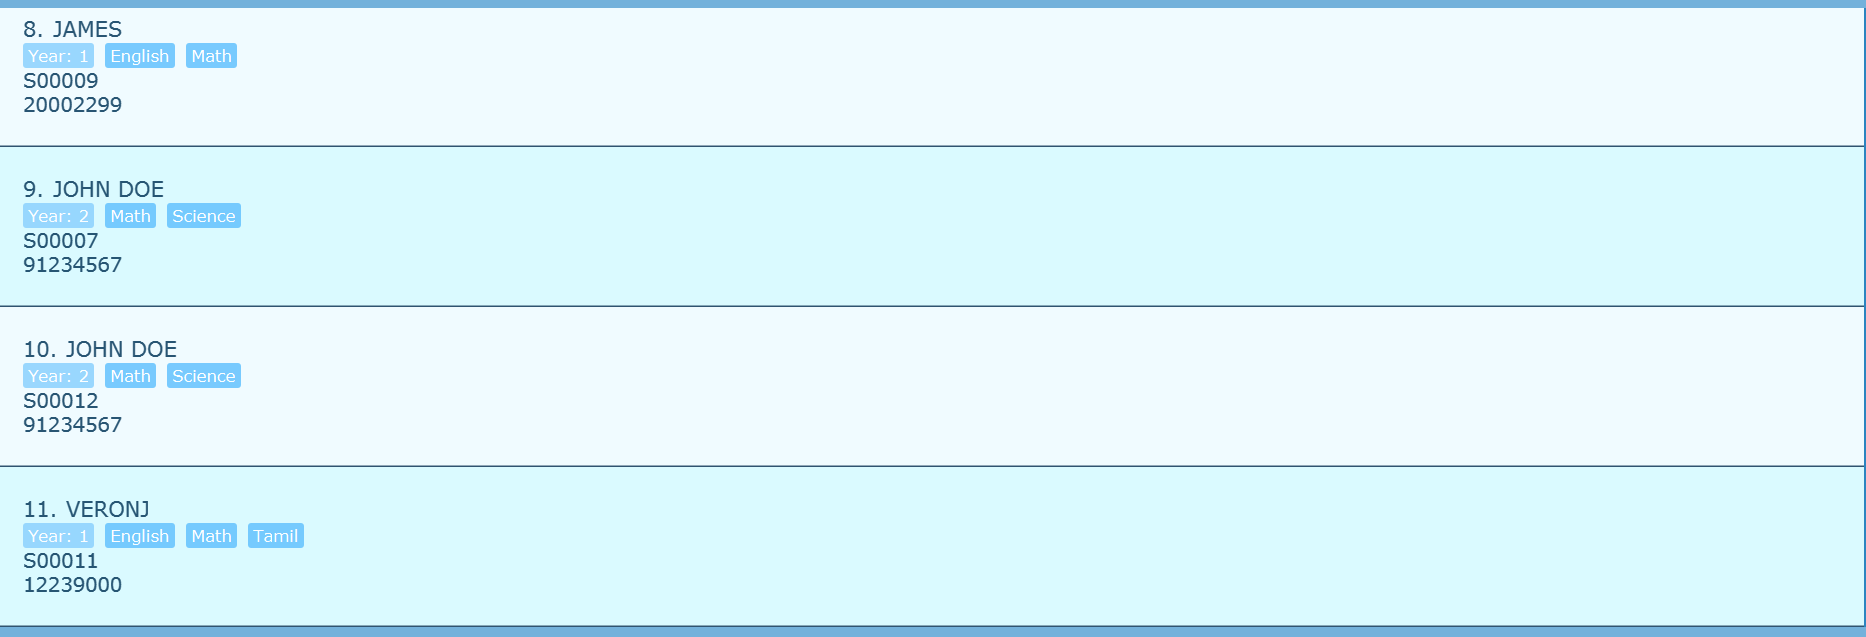 8. JAMES
Year: 1 English Math
S00009
20002299
9. JOHN DOE
Year: 2 Math Science
S00007
91234567
10. JOHN DOE
Year: 2 Math Science
S00012
91234567
11. VERONJ
Year: 1 English Math Tamil
S00011
12239000